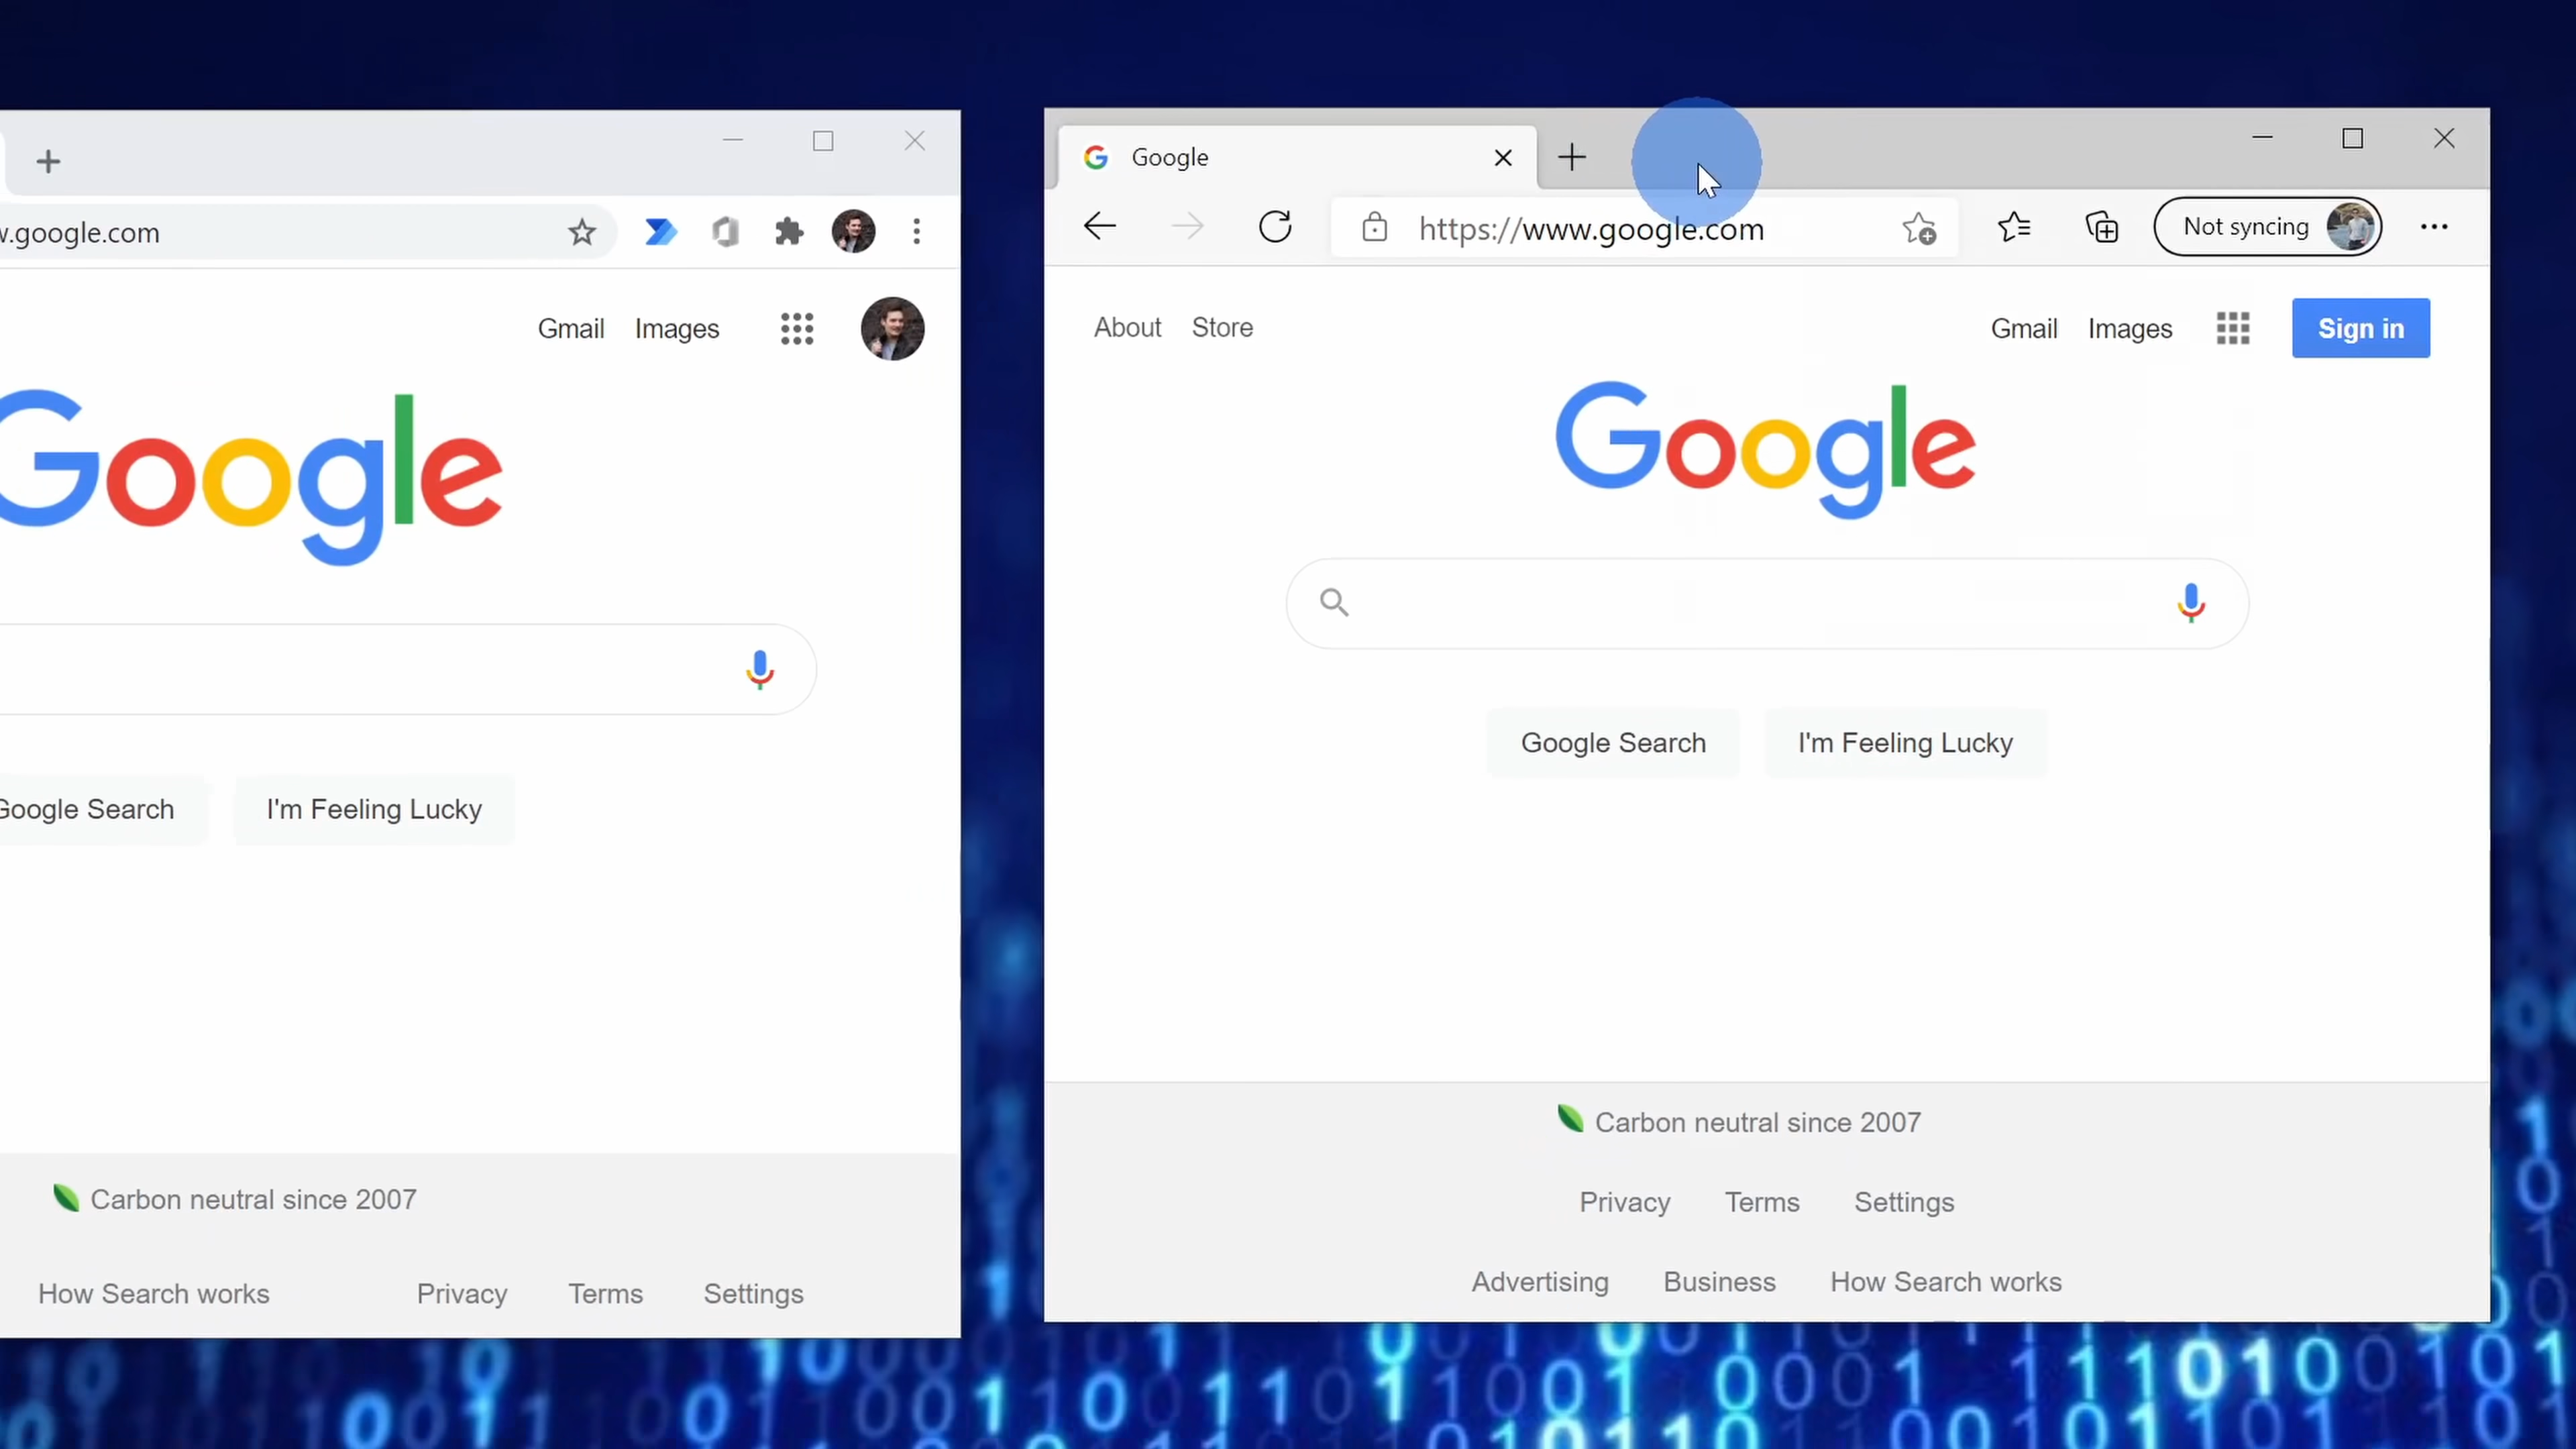 w.google.com
Gmail Images
Google
Google Search I'm Feeling Lucky
Carbon neutral since 2007
How Search works Privacy Terms Settings
Google
https://www.google.com
Not syncing
About Store
Gmail Images
Sign in
Google
Google Search I'm Feeling Lucky
Carbon neutral since 2007
Privacy Terms Settings
Advertising Business How Search works